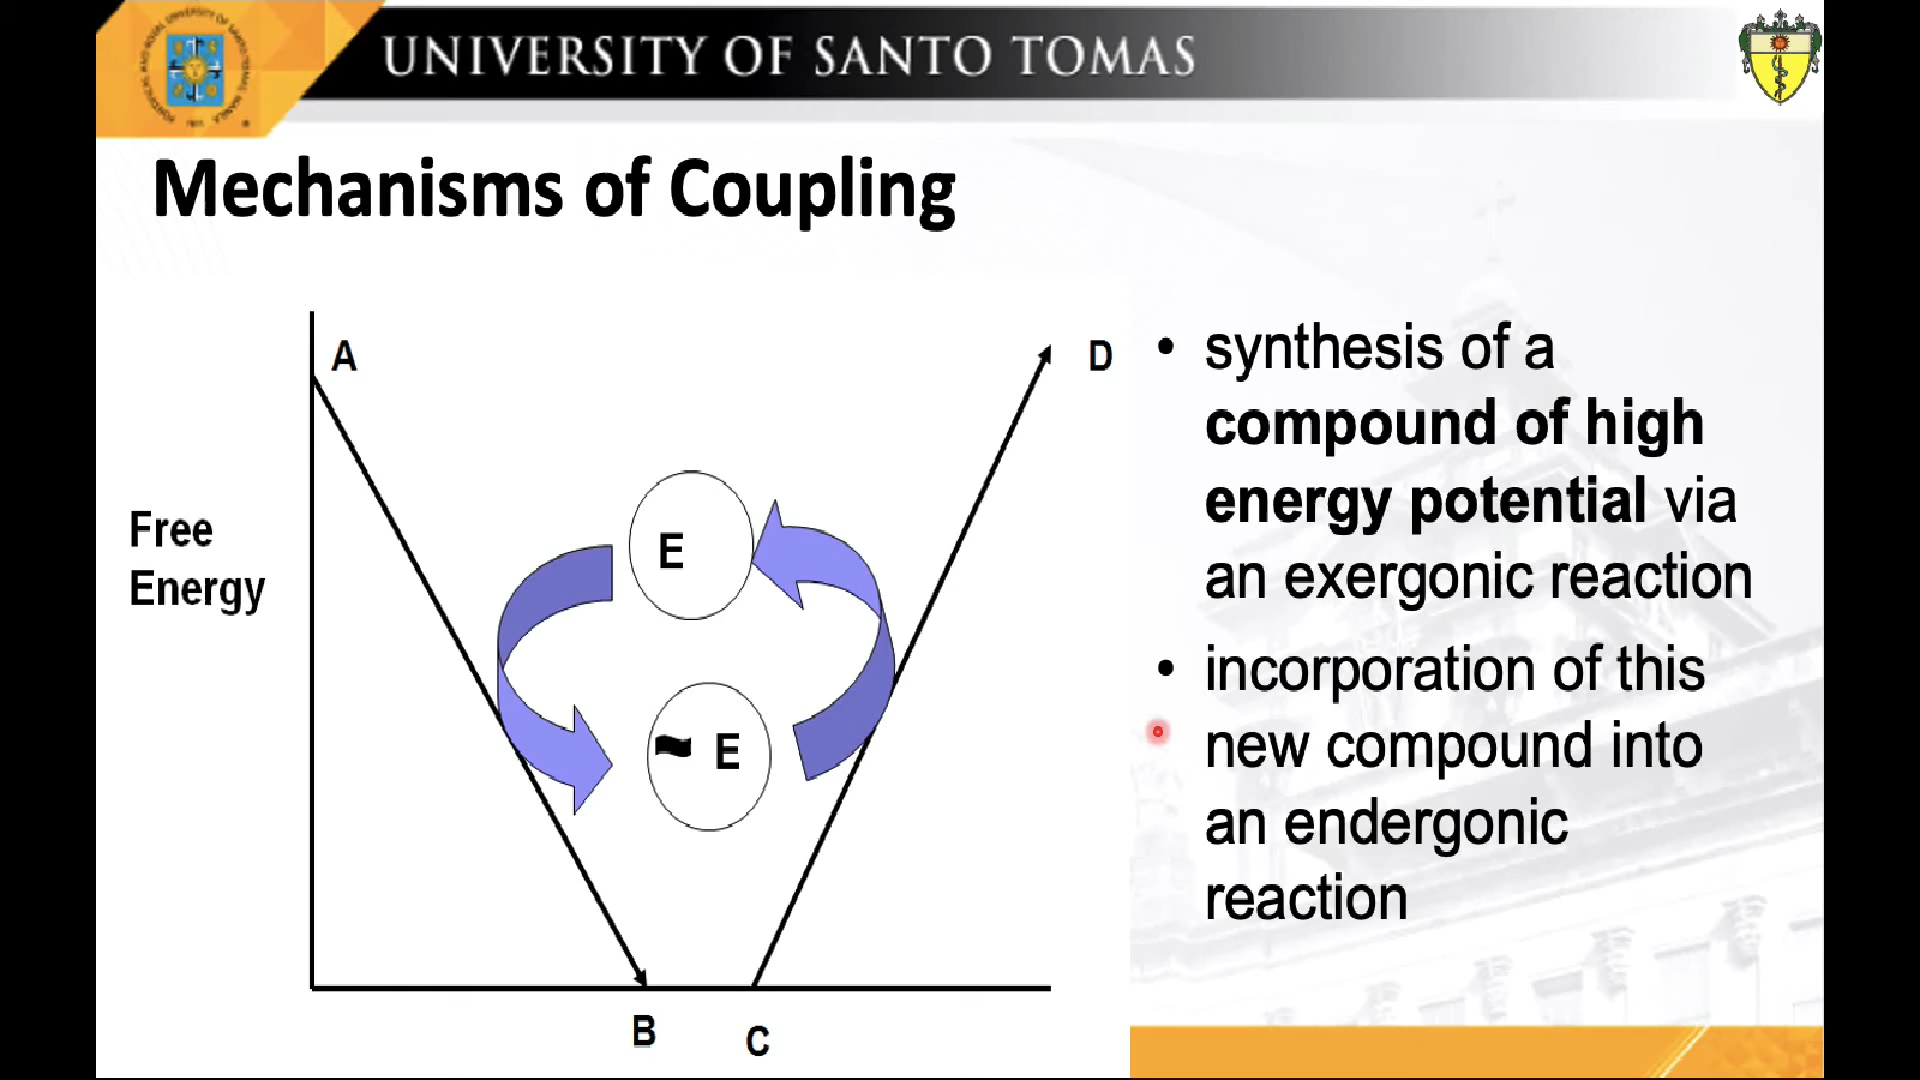 UNIVERSITY OF SANTO TOMAS
Mechanisms of Coupling
A
D
Free
Energy
E
~ E
B
C
• synthesis of a
compound of high
energy potential via
an exergonic reaction
• incorporation of this
new compound into
an endergonic
reaction